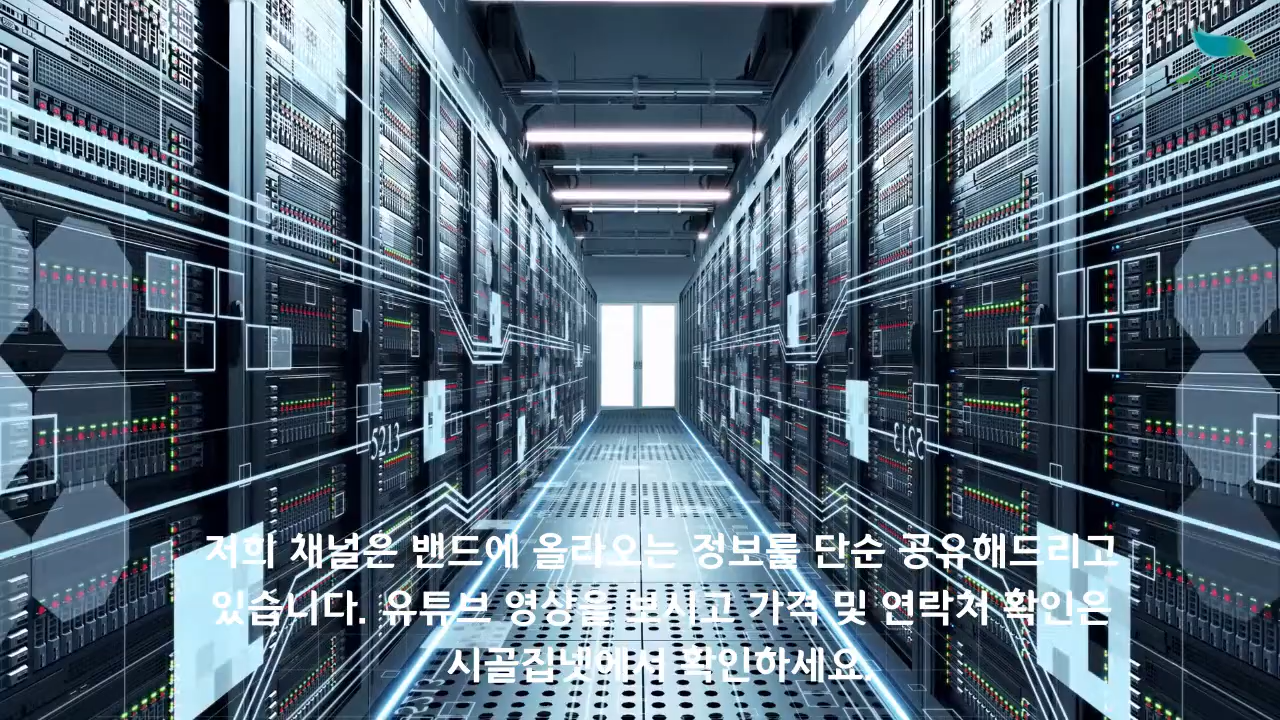 저희 채널은 밴드에 올라오는 정보를 단순 공유해드리고
있습니다. 유튜브 영상을 보시고 가격 및 연락처 확인은
시골집넷에서 확인하세요.
5213
5213